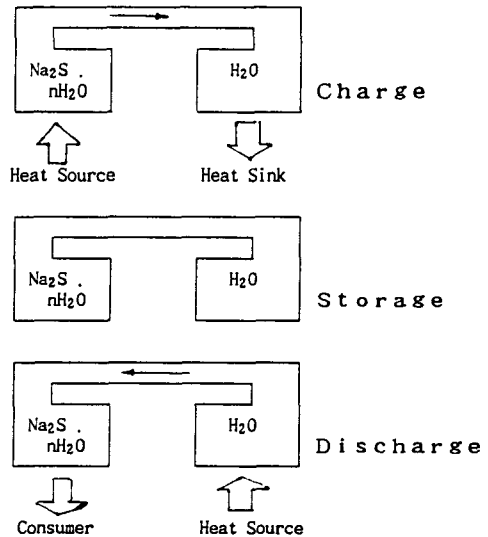 Na2S .
nH2O
H2O
Charge
Heat Source
Heat Sink
Na2S .
nH2O
H2O
Storage
Na2S .
nH2O
H2O
Discharge
Consumer
Heat Source